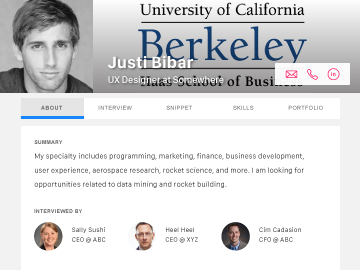 University of California
Berkeley
Haas School of Business
Justi Bibar
UX Designer at Somewhere
in
ABOUT
INTERVIEW
SNIPPET
SKILLS
PORTFOLIO
SUMMARY
My specialty includes programming, marketing, finance, business development,
user experience, aerospace research, rocket science, and more. I am looking for
opportunities related to data mining and rocket building.
INTERVIEWED BY
Sally Sushi
CEO @ ABC
Heel Heel
CEO @ XYZ
Cim Cadasion
CFO @ ABC